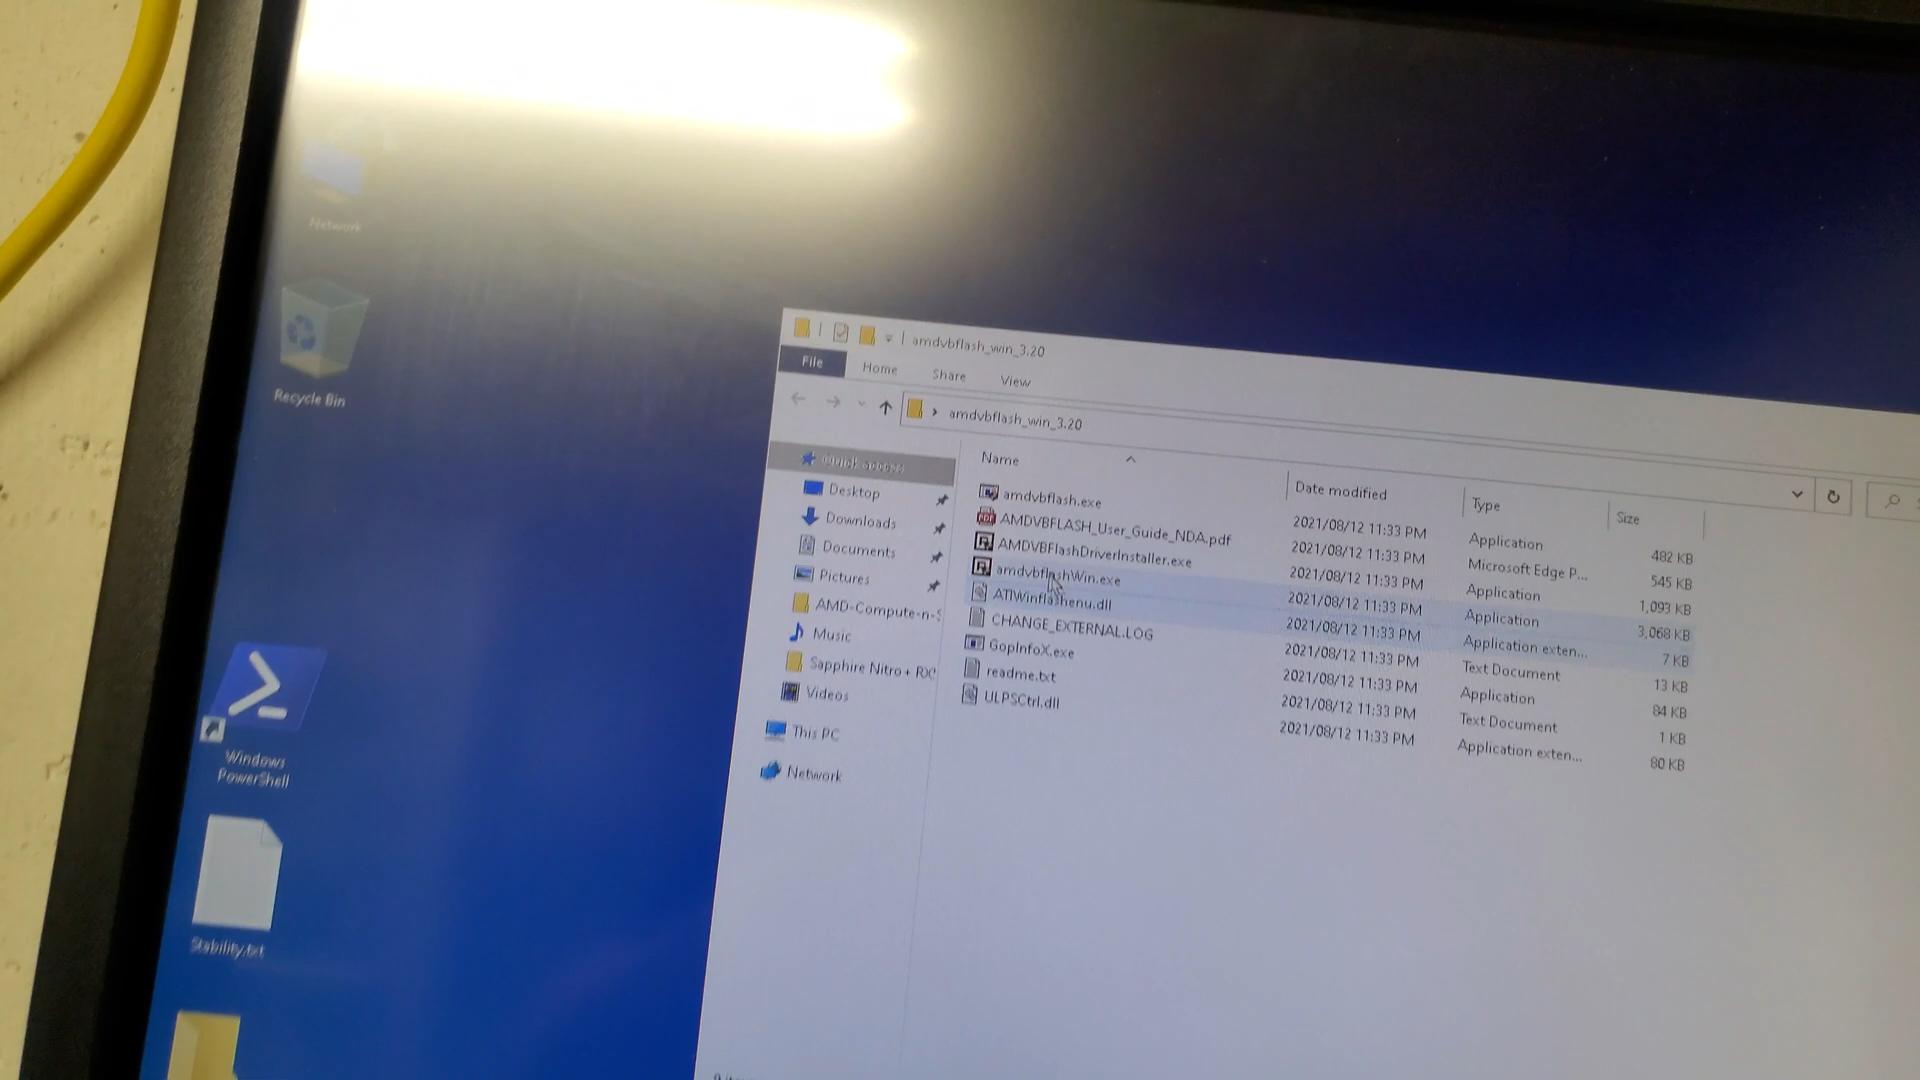 Network
Recycle Bin
Windows
PowerShell
Stability.txt
amdvbflash_win_3.20
File Home Share View
amdvbflash_win_3.20
Quick access
Desktop
Downloads
Documents
Pictures
AMD-Compute-n-S
Music
Sapphire Nitro+ RX
Videos
This PC
Network
Name Date modified Type Size
amdvbflash.exe 2021/08/12 11:33 PM Application 482 KB
AMDVBFLASH_User_Guide_NDA.pdf 2021/08/12 11:33 PM Microsoft Edge P... 545 KB
AMDVBFlashDriverInstaller.exe 2021/08/12 11:33 PM Application 1,093 KB
amdvbflashWin.exe 2021/08/12 11:33 PM Application 3,068 KB
ATIWinflashenu.dll 2021/08/12 11:33 PM Application exten... 7 KB
CHANGE_EXTERNAL.LOG 2021/08/12 11:33 PM Text Document 13 KB
GopInfoX.exe 2021/08/12 11:33 PM Application 84 KB
readme.txt 2021/08/12 11:33 PM Text Document 1 KB
ULPSCtrl.dll 2021/08/12 11:33 PM Application exten... 80 KB